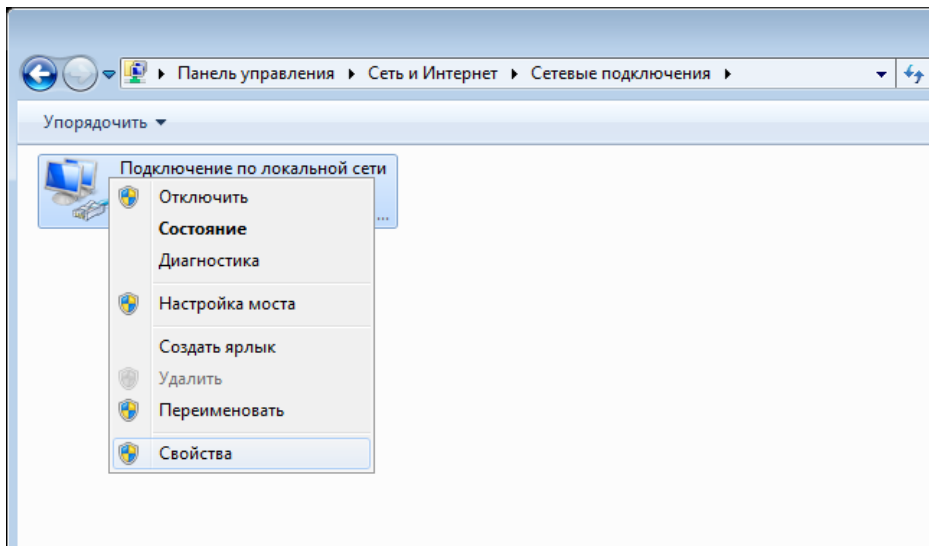 Панель управления Сеть и Интернет Сетевые подключения
Упорядочить
Подключение по локальной сети
...
Отключить
Состояние
Диагностика
Настройка моста
Создать ярлык
Удалить
Переименовать
Свойства